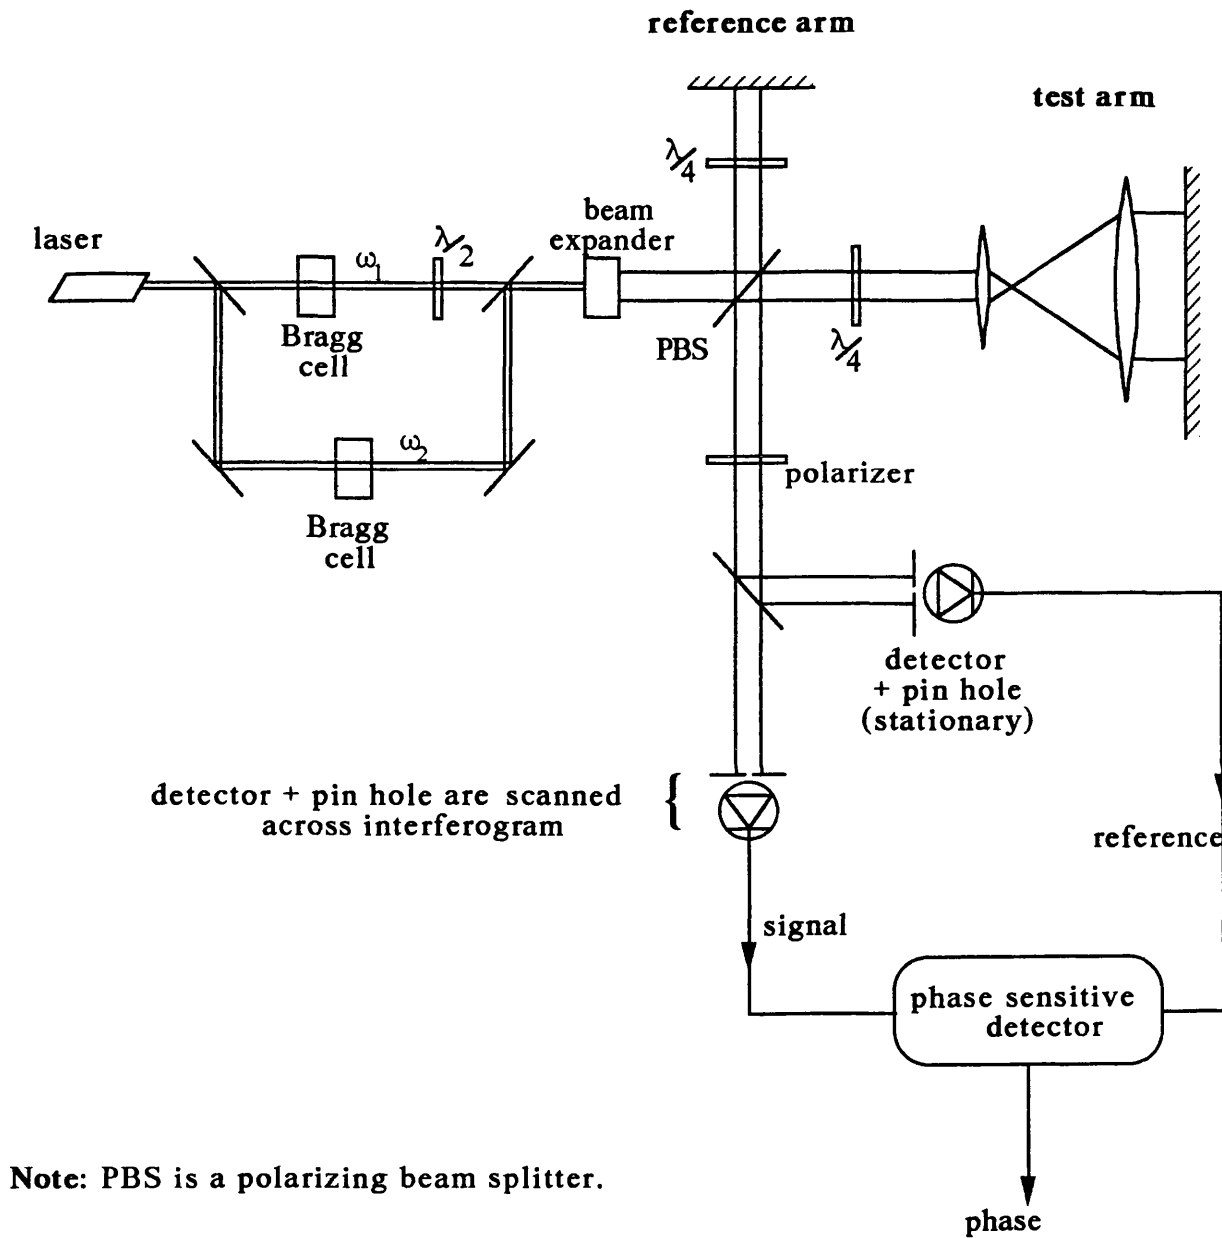 reference arm
test arm
λ/4
beam
expander
laser
λ/2
ω1
Bragg
cell
PBS
λ/4
ω2
polarizer
Bragg
cell
detector
+ pin hole
(stationary)
detector + pin hole are scanned
across interferogram
{
reference
signal
phase sensitive
detector
Note: PBS is a polarizing beam splitter.
phase